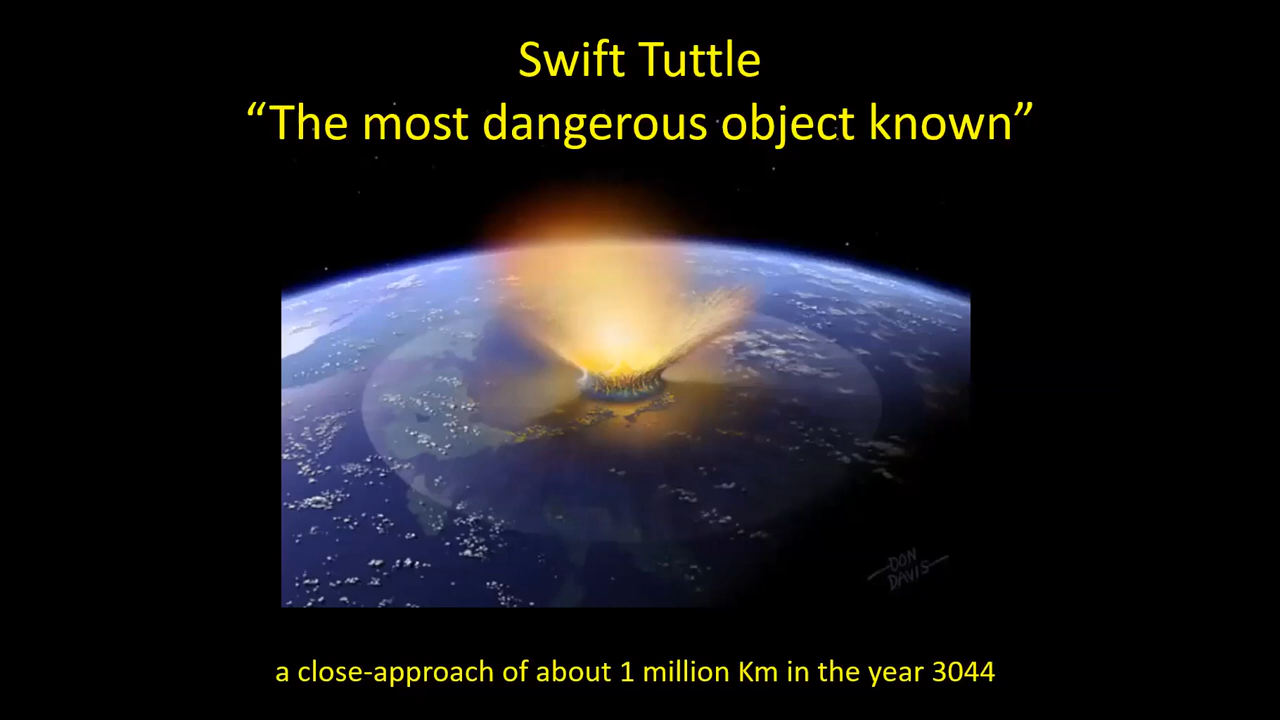 Swift Tuttle
“The most dangerous object known”
DON
DAVIS
a close-approach of about 1 million Km in the year 3044